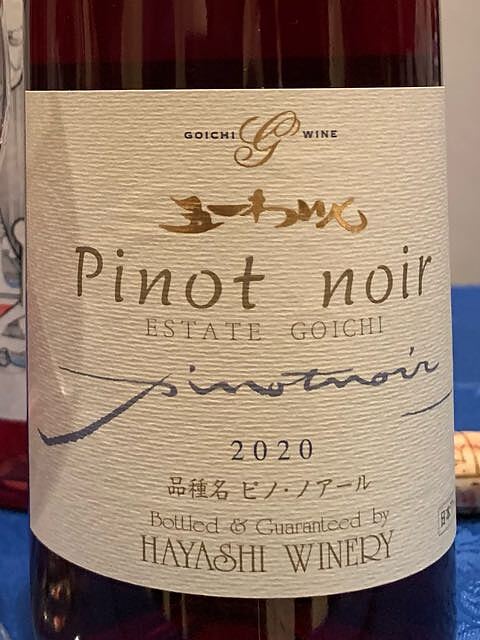 GOICHI G WINE
五一わいん
Pinot noir
ESTATE GOICHI
pinotnoir
2020
品種名 ピノ・ノアール
Bottled & Guaranteed by
HAYASHI WINERY